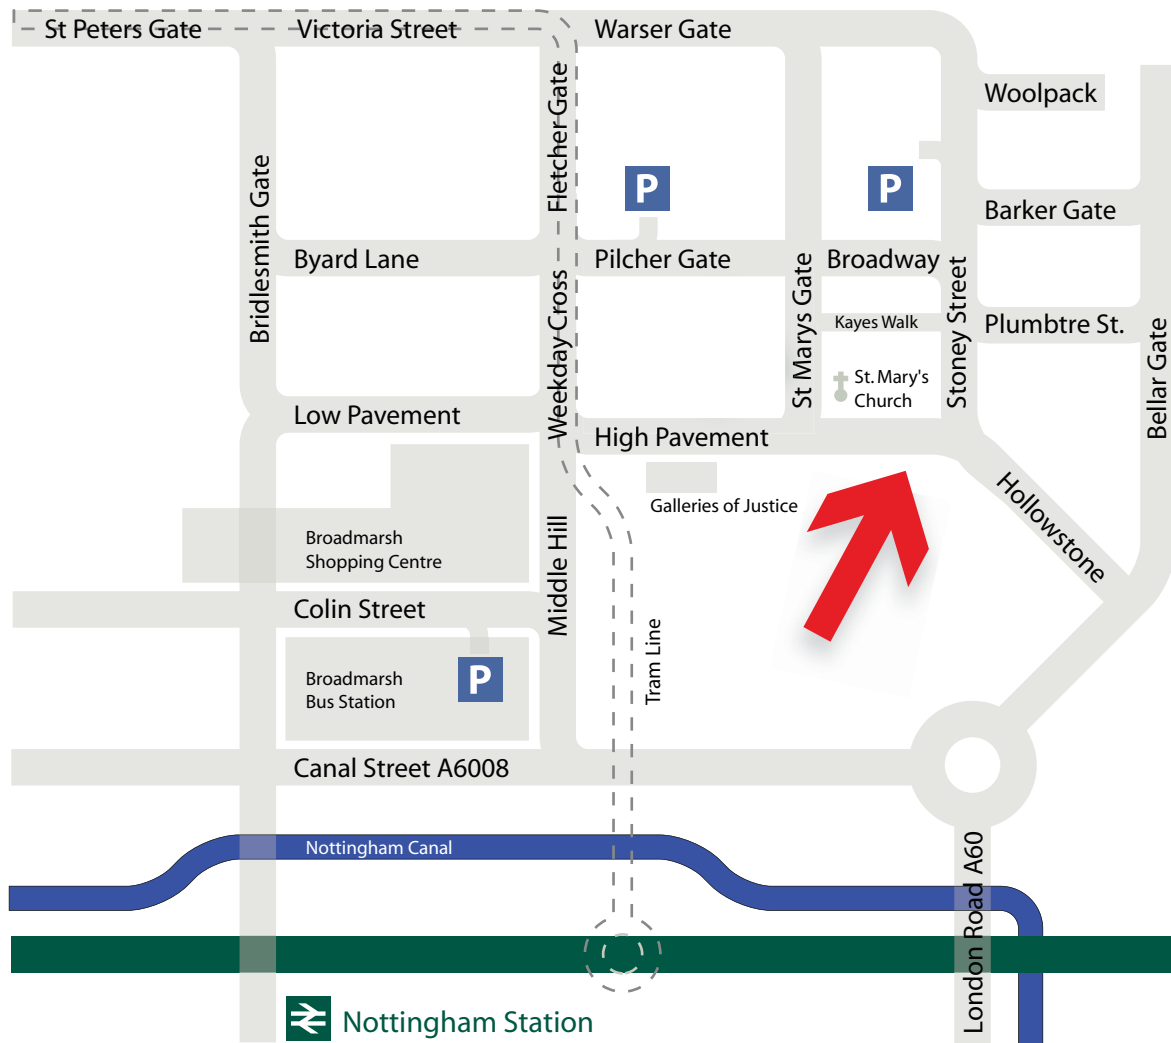 St Peters Gate
Victoria Street
Warser Gate
Woolpack
Fletcher Gate
P
P
Bridlesmith Gate
Barker Gate
Byard Lane
Pilcher Gate
Broadway
St Marys Gate
Stoney Street
Kayes Walk
Plumbtre St.
Weekday Cross
Bellar Gate
St. Mary's
Church
Low Pavement
High Pavement
Galleries of Justice
Hollowstone
Broadmarsh
Shopping Centre
Middle Hill
Colin Street
Tram Line
Broadmarsh
Bus Station
P
Canal Street A6008
Nottingham Canal
London Road A60
Nottingham Station